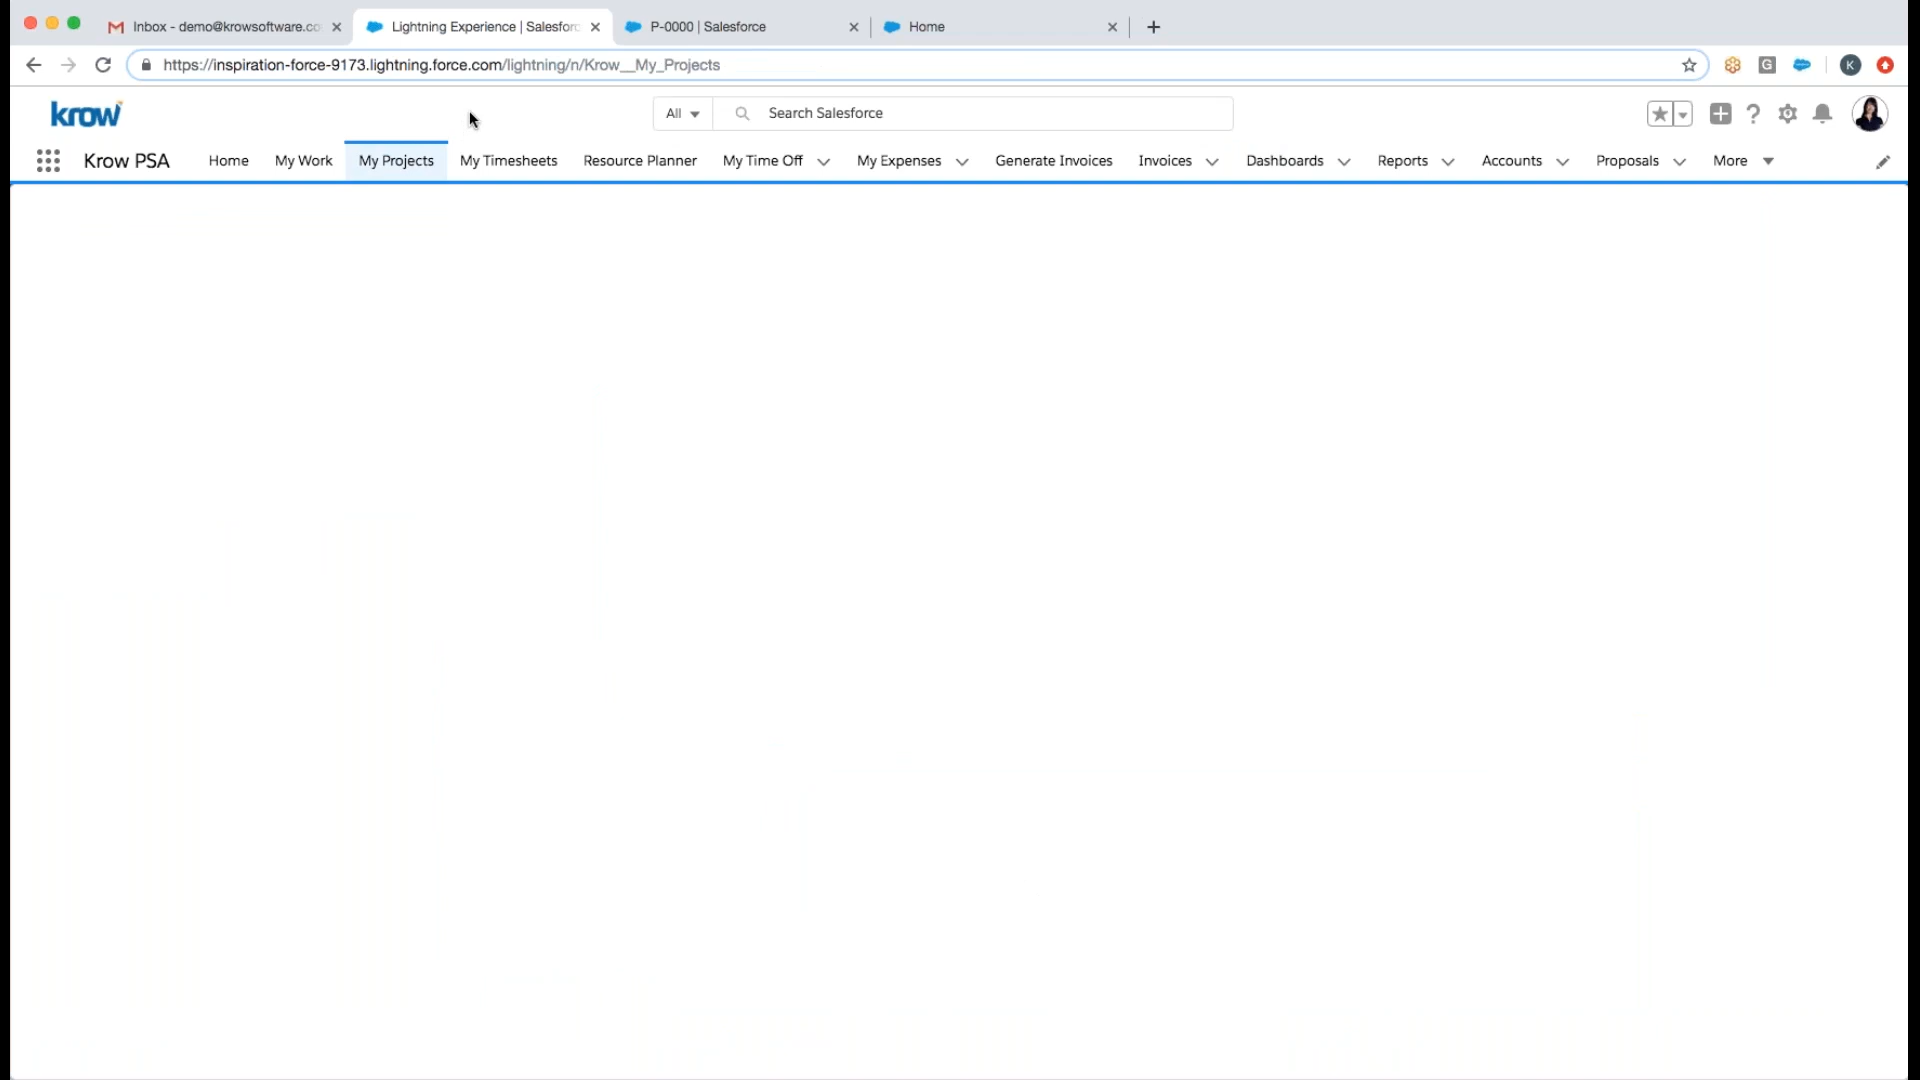 Inbox - demo@krowsoftware.co
Lightning Experience | Salesforc
P-0000 | Salesforce
Home
https://inspiration-force-9173.lightning.force.com/lightning/n/Krow__My_Projects
G
K
krow
All
Search Salesforce
Krow PSA
Home
My Work
My Projects
My Timesheets
Resource Planner
My Time Off
My Expenses
Generate Invoices
Invoices
Dashboards
Reports
Accounts
Proposals
More